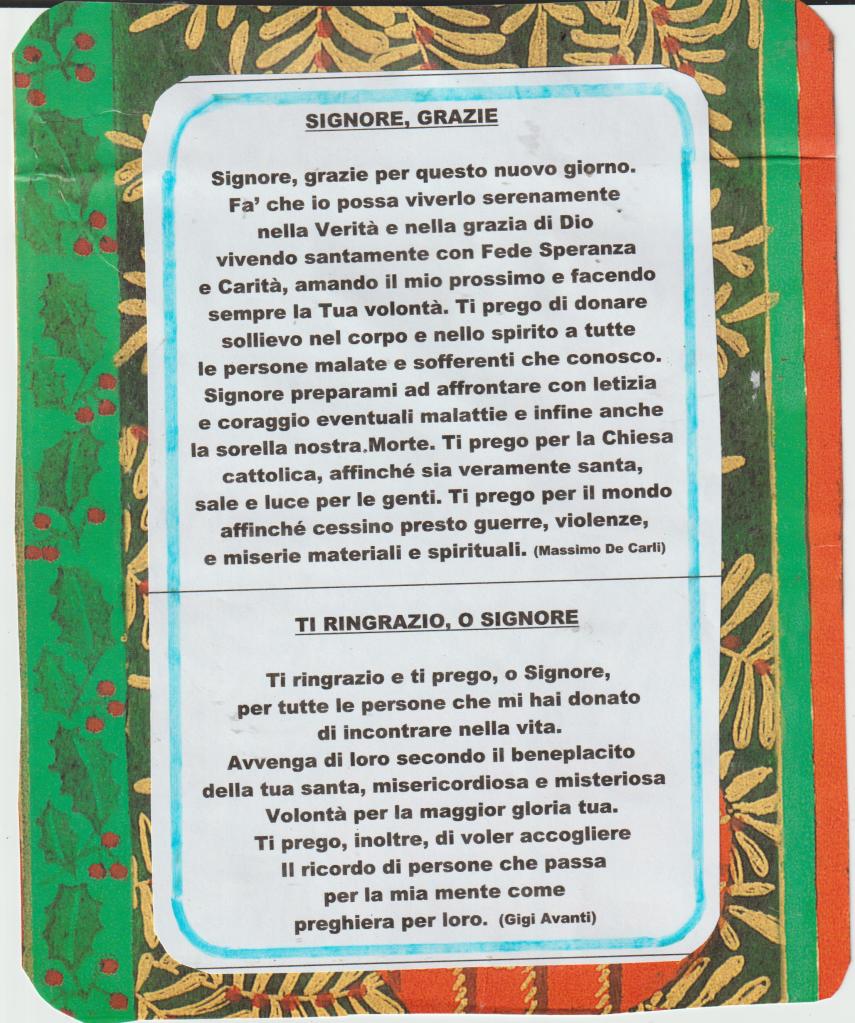 SIGNORE, GRAZIE
Signore, grazie per questo nuovo giorno.
Fa' che io possa viverlo serenamente
nella Verità e nella grazia di Dio
vivendo santamente con Fede Speranza
e Carità, amando il mio prossimo e facendo
sempre la Tua volontà. Ti prego di donare
sollievo nel corpo e nello spirito a tutte
le persone malate e sofferenti che conosco.
Signore preparami ad affrontare con letizia
e coraggio eventuali malattie e infine anche
la sorella nostra Morte. Ti prego per la Chiesa
cattolica, affinché sia veramente santa,
sale e luce per le genti. Ti prego per il mondo
affinché cessino presto guerre, violenze,
e miserie materiali e spirituali. (Massimo De Carli)
TI RINGRAZIO, O SIGNORE
Ti ringrazio e ti prego, o Signore,
per tutte le persone che mi hai donato
di incontrare nella vita.
Avvenga di loro secondo il beneplacito
della tua santa, misericordiosa e misteriosa
Volontà per la maggior gloria tua.
Ti prego, inoltre, di voler accogliere
Il ricordo di persone che passa
per la mia mente come
preghiera per loro. (Gigi Avanti)